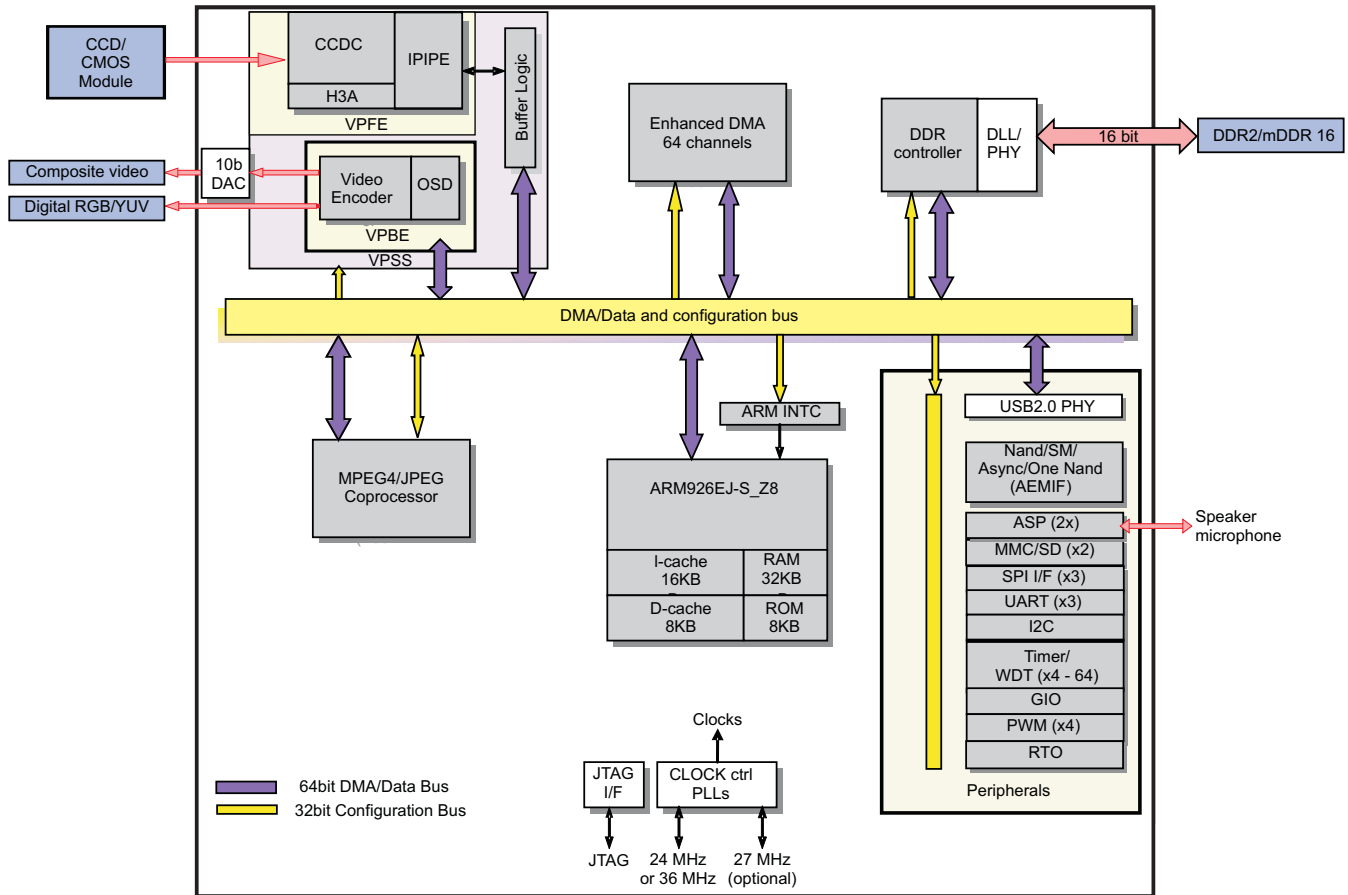 CCD/
CMOS
Module
CCDC
IPIPE
H3A
VPFE
Buffer Logic
Enhanced DMA
64 channels
DDR
controller
DLL/
PHY
16 bit
DDR2/mDDR 16
Composite video
10b
DAC
Digital RGB/YUV
Video
Encoder
OSD
VPBE
VPSS
DMA/Data and configuration bus
MPEG4/JPEG
Coprocessor
ARM INTC
ARM926EJ-S_Z8
I-cache
16KB
RAM
32KB
D-cache
8KB
ROM
8KB
USB2.0 PHY
Nand/SM/
Async/One Nand
(AEMIF)
ASP (2x)
Speaker
microphone
MMC/SD (x2)
SPI I/F (x3)
UART (x3)
I2C
Timer/
WDT (x4 - 64)
GIO
PWM (x4)
RTO
Peripherals
64bit DMA/Data Bus
32bit Configuration Bus
Clocks
JTAG
I/F
CLOCK ctrl
PLLs
JTAG
24 MHz
or 36 MHz
27 MHz
(optional)